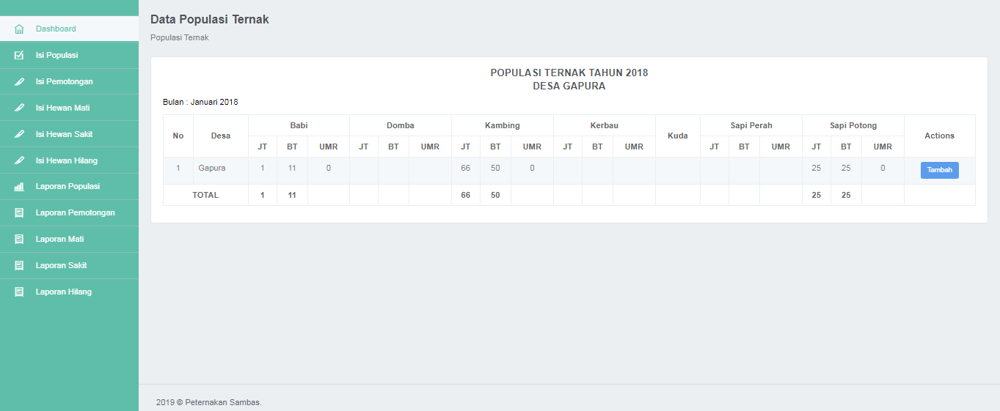 Dashboard
Isi Populasi
Isi Pemotongan
Isi Hewan Mati
Isi Hewan Sakit
Isi Hewan Hilang
Laporan Populasi
Laporan Pemotongan
Laporan Mati
Laporan Sakit
Laporan Hilang
Data Populasi Ternak
Populasi Ternak
POPULASI TERNAK TAHUN 2018
DESA GAPURA
Bulan : Januari 2018
No Desa Babi Domba Kambing Kerbau Kuda Sapi Perah Sapi Potong Actions
JT BT UMR JT BT UMR JT BT UMR JT BT UMR JT BT UMR JT BT UMR
1 Gapura 1 11 0 66 50 0 25 25 0 Tambah
TOTAL 1 11 66 50 25 25
2019 © Peternakan Sambas.